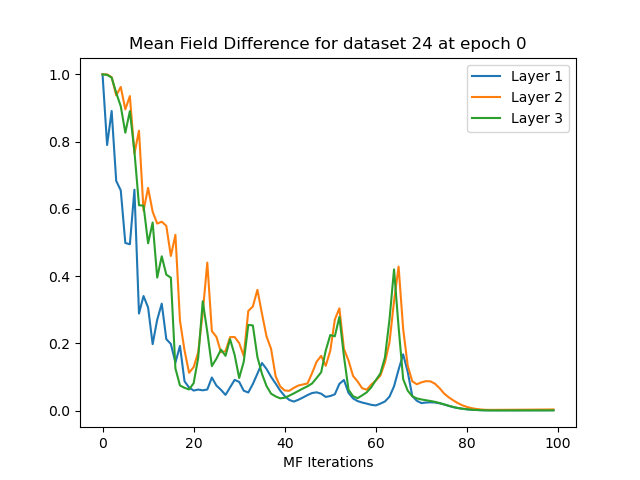 Mean Field Difference for dataset 24 at epoch 0
1.0
0.8
0.6
0.4
0.2
0.0
Layer 1
Layer 2
Layer 3
0 20 40 60 80 100
MF Iterations